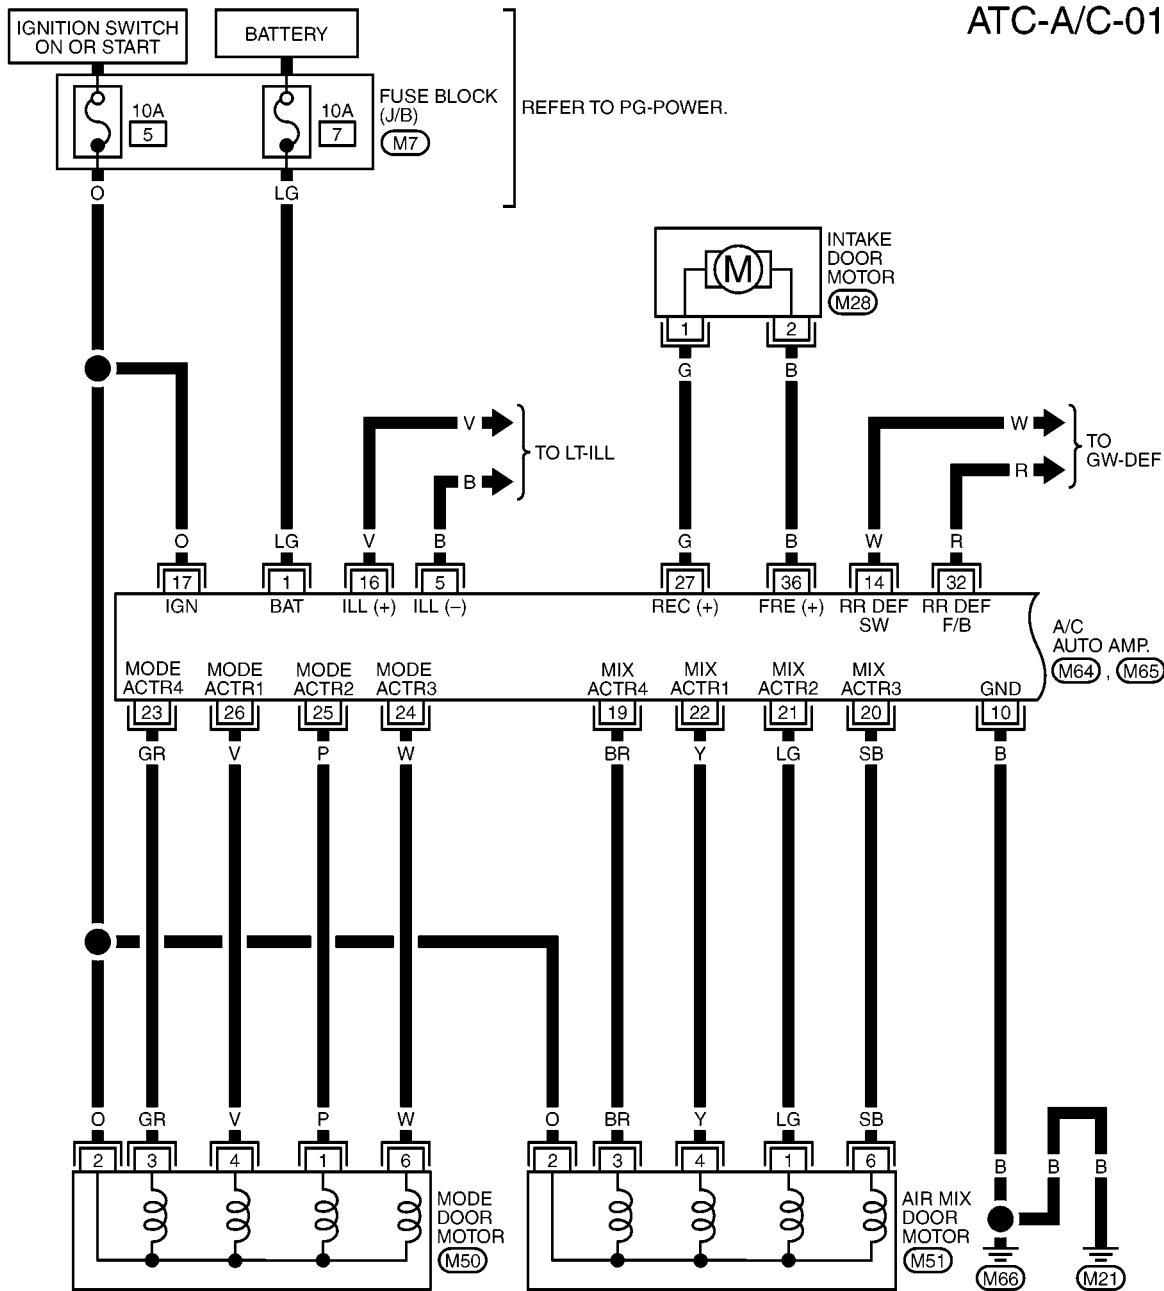 ATC-A/C-01
IGNITION SWITCH
ON OR START
BATTERY
10A
5
10A
7
FUSE BLOCK
(J/B)
M7
REFER TO PG-POWER.
O
LG
INTAKE
DOOR
MOTOR
M28
M
1
2
G
B
V
TO LT-ILL
B
W
TO
GW-DEF
R
O
LG
V
B
G
B
W
R
17
1
16
5
27
36
14
32
IGN
BAT
ILL (+)
ILL (–)
REC (+)
FRE (+)
RR DEF
SW
RR DEF
F/B
A/C
AUTO AMP.
M64 , M65
MODE
ACTR4
MODE
ACTR1
MODE
ACTR2
MODE
ACTR3
MIX
ACTR4
MIX
ACTR1
MIX
ACTR2
MIX
ACTR3
GND
23
26
25
24
19
22
21
20
10
GR
V
P
W
BR
Y
LG
SB
B
O
GR
V
P
W
O
BR
Y
LG
SB
2
3
4
1
6
2
3
4
1
6
B
B
B
MODE
DOOR
MOTOR
M50
AIR MIX
DOOR
MOTOR
M51
M66
M21